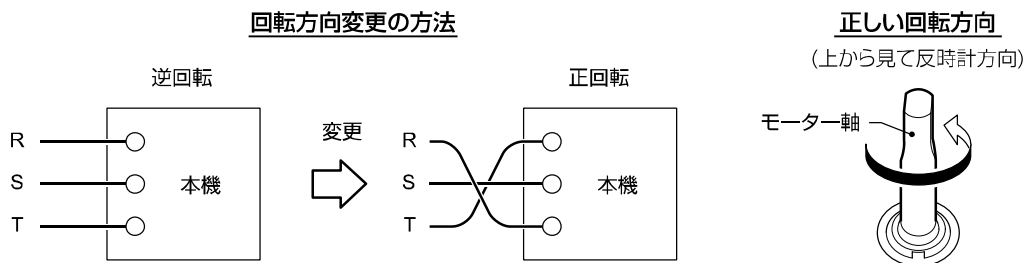 回転方向変更の方法
逆回転
R
S
T
本機
変更
正回転
R
S
T
本機
正しい回転方向
(上から見て反時計方向)
モーター軸